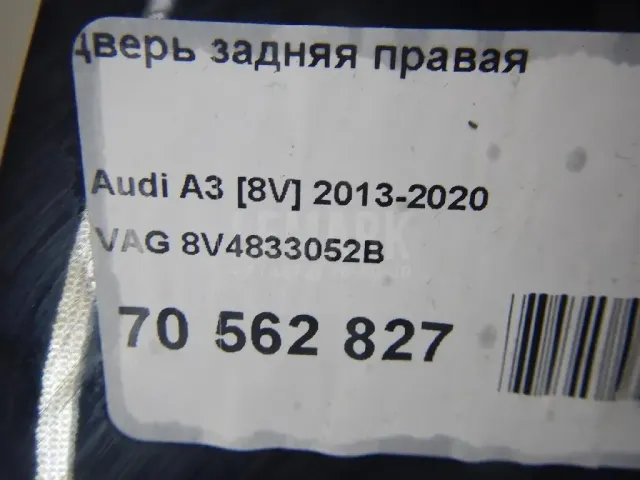 дверь задняя правая
Audi A3 [8V] 2013-2020
VAG 8V4833052B
70 562 827